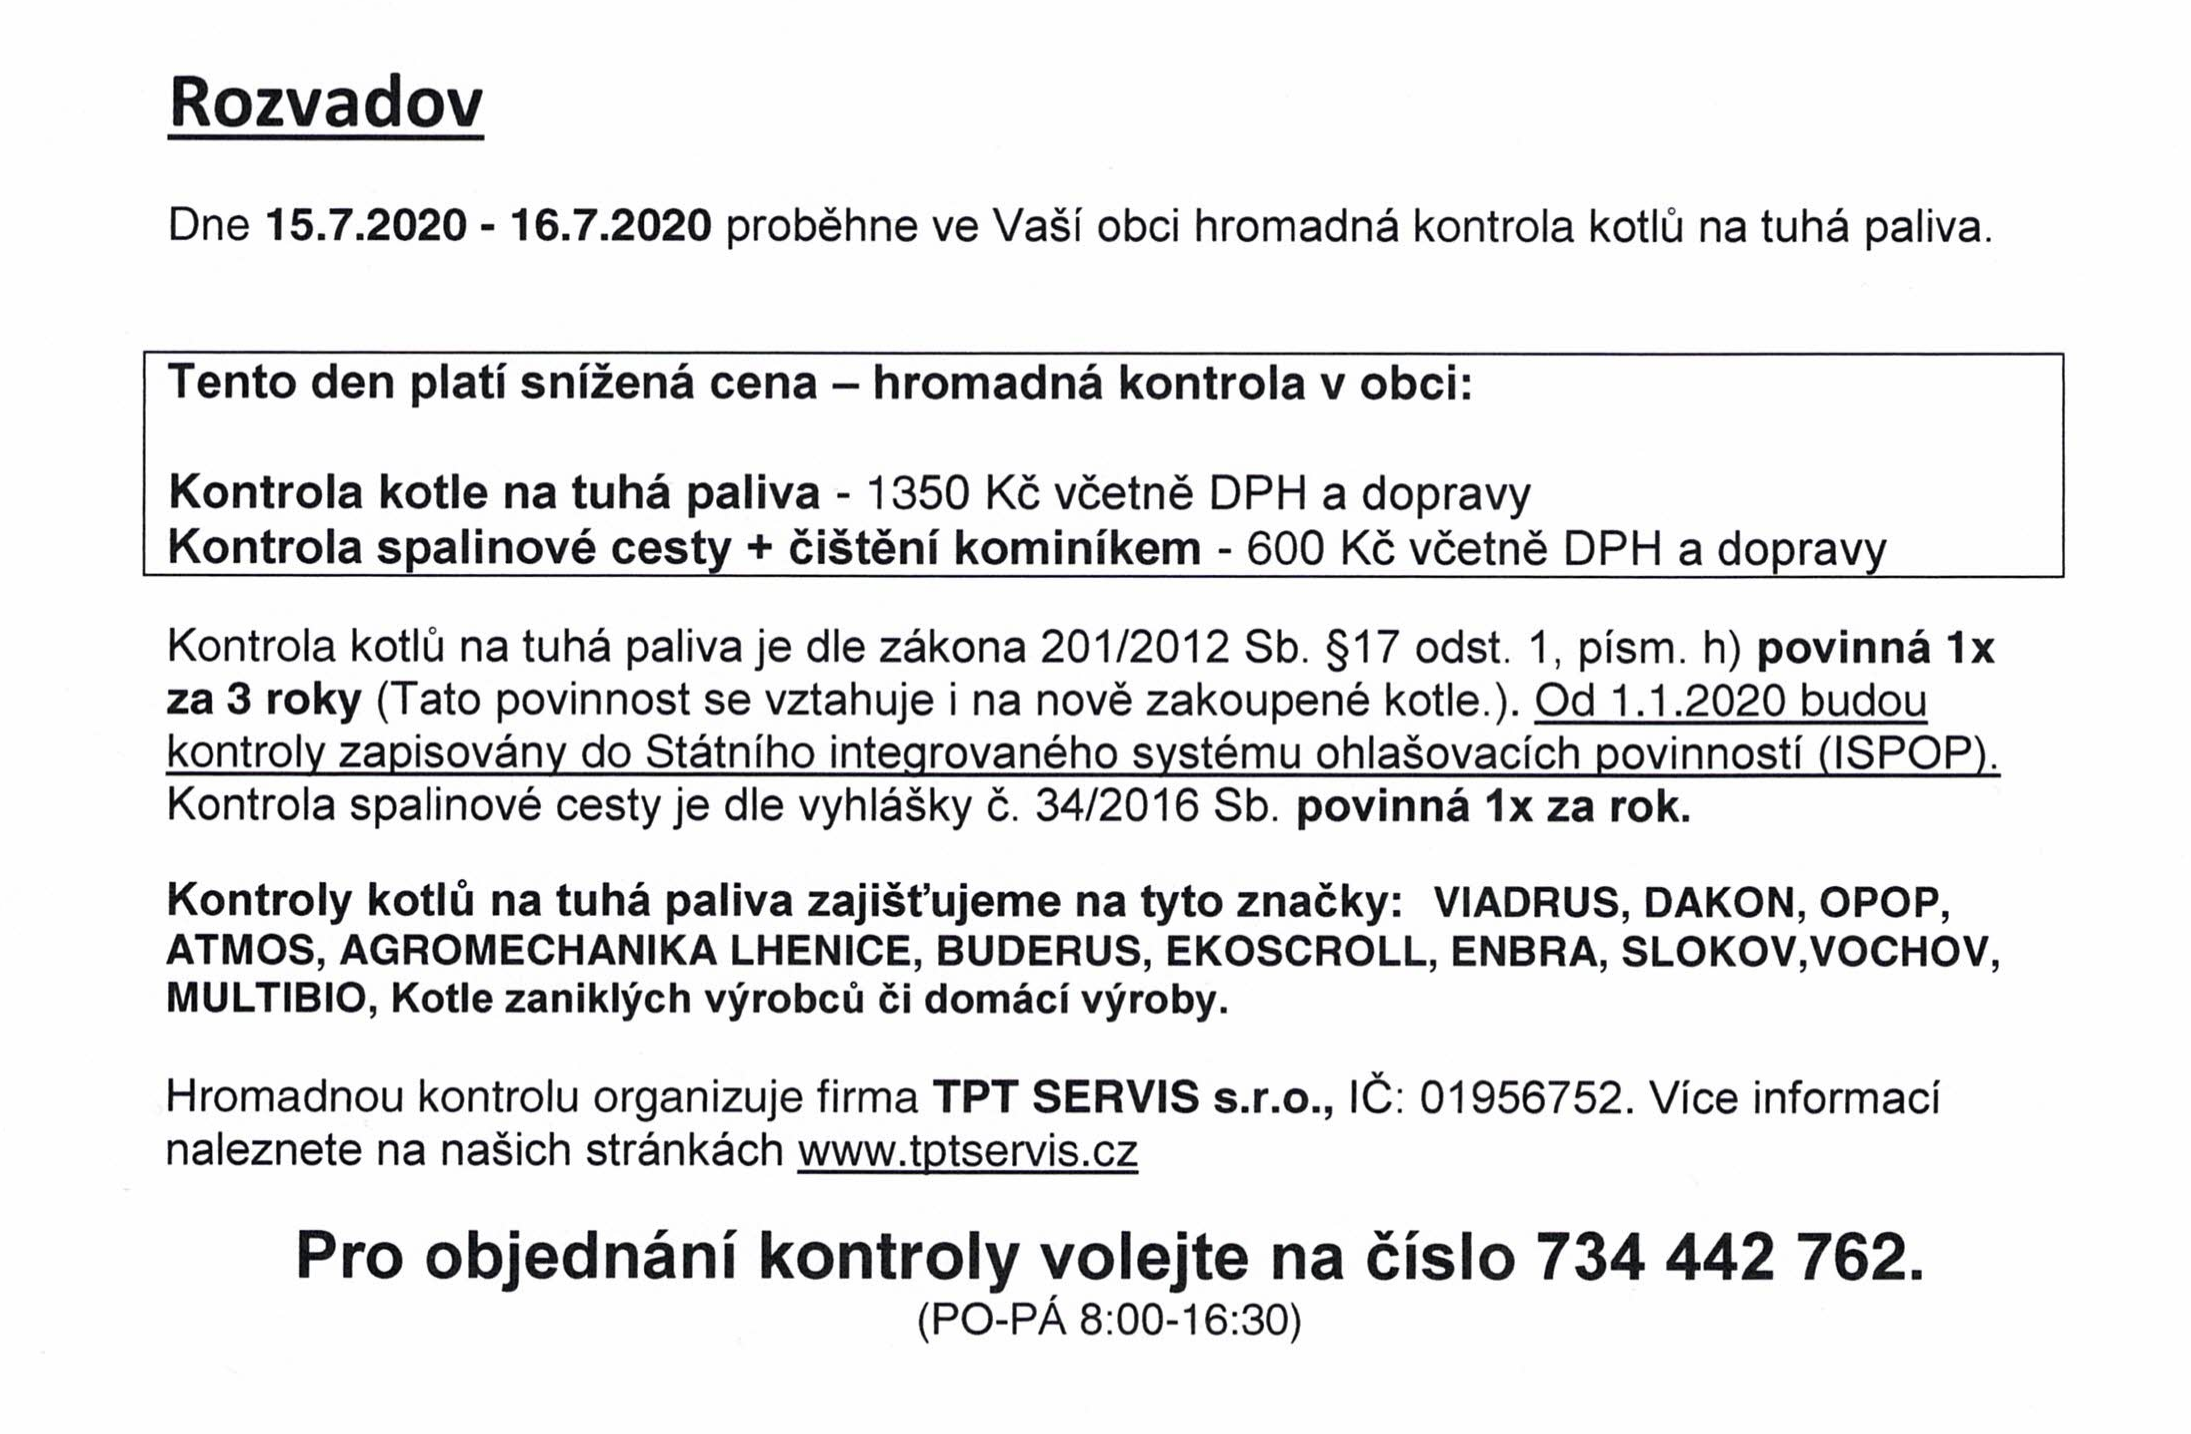 Rozvadov
Dne 15.7.2020 - 16.7.2020 proběhne ve Vaší obci hromadná kontrola kotlů na tuhá paliva.
Tento den platí snížená cena – hromadná kontrola v obci:
Kontrola kotle na tuhá paliva - 1350 Kč včetně DPH a dopravy
Kontrola spalinové cesty + čištění kominíkem - 600 Kč včetně DPH a dopravy
Kontrola kotlů na tuhá paliva je dle zákona 201/2012 Sb. §17 odst. 1, písm. h) povinná 1x
za 3 roky (Tato povinnost se vztahuje i na nově zakoupené kotle.). Od 1.1.2020 budou
kontroly zapisovány do Státního integrovaného systému ohlašovacích povinností (ISPOP).
Kontrola spalinové cesty je dle vyhlášky č. 34/2016 Sb. povinná 1x za rok.
Kontroly kotlů na tuhá paliva zajišťujeme na tyto značky: VIADRUS, DAKON, OPOP,
ATMOS, AGROMECHANIKA LHENICE, BUDERUS, EKOSCROLL, ENBRA, SLOKOV,VOCHOV,
MULTIBIO, Kotle zaniklých výrobců či domácí výroby.
Hromadnou kontrolu organizuje firma TPT SERVIS s.r.o., IČ: 01956752. Více informací
naleznete na našich stránkách www.tptservis.cz
Pro objednání kontroly volejte na číslo 734 442 762.
(PO-PÁ 8:00-16:30)